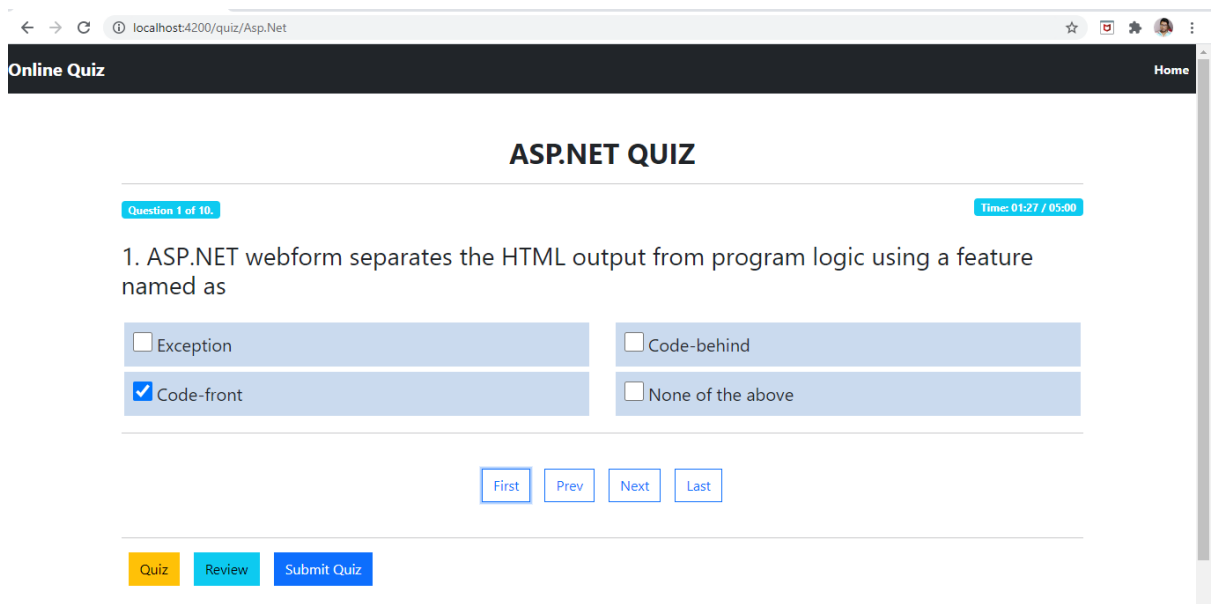 localhost:4200/quiz/Asp.Net
Online Quiz
Home
ASP.NET QUIZ
Question 1 of 10.
Time: 01:27 / 05:00
1. ASP.NET webform separates the HTML output from program logic using a feature
named as
Exception
Code-behind
Code-front
None of the above
First Prev Next Last
Quiz Review Submit Quiz